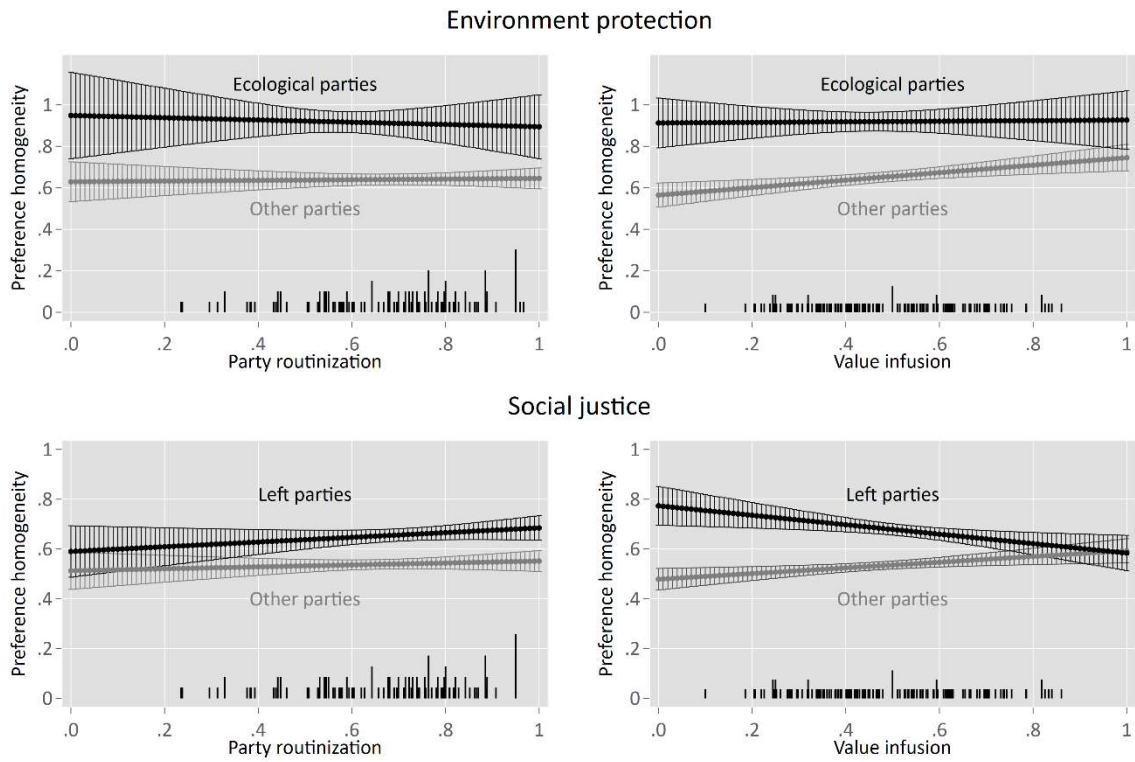 Environment protection
Preference homogeneity
1
.8
.6
.4
.2
0
Ecological parties
Other parties
.0 .2 .4 .6 .8 1
Party routinization
Preference homogeneity
1
.8
.6
.4
.2
0
Ecological parties
Other parties
.0 .2 .4 .6 .8 1
Value infusion
Social justice
Preference homogeneity
1
.8
.6
.4
.2
0
Left parties
Other parties
.0 .2 .4 .6 .8 1
Party routinization
Preference homogeneity
1
.8
.6
.4
.2
0
Left parties
Other parties
.0 .2 .4 .6 .8 1
Value infusion